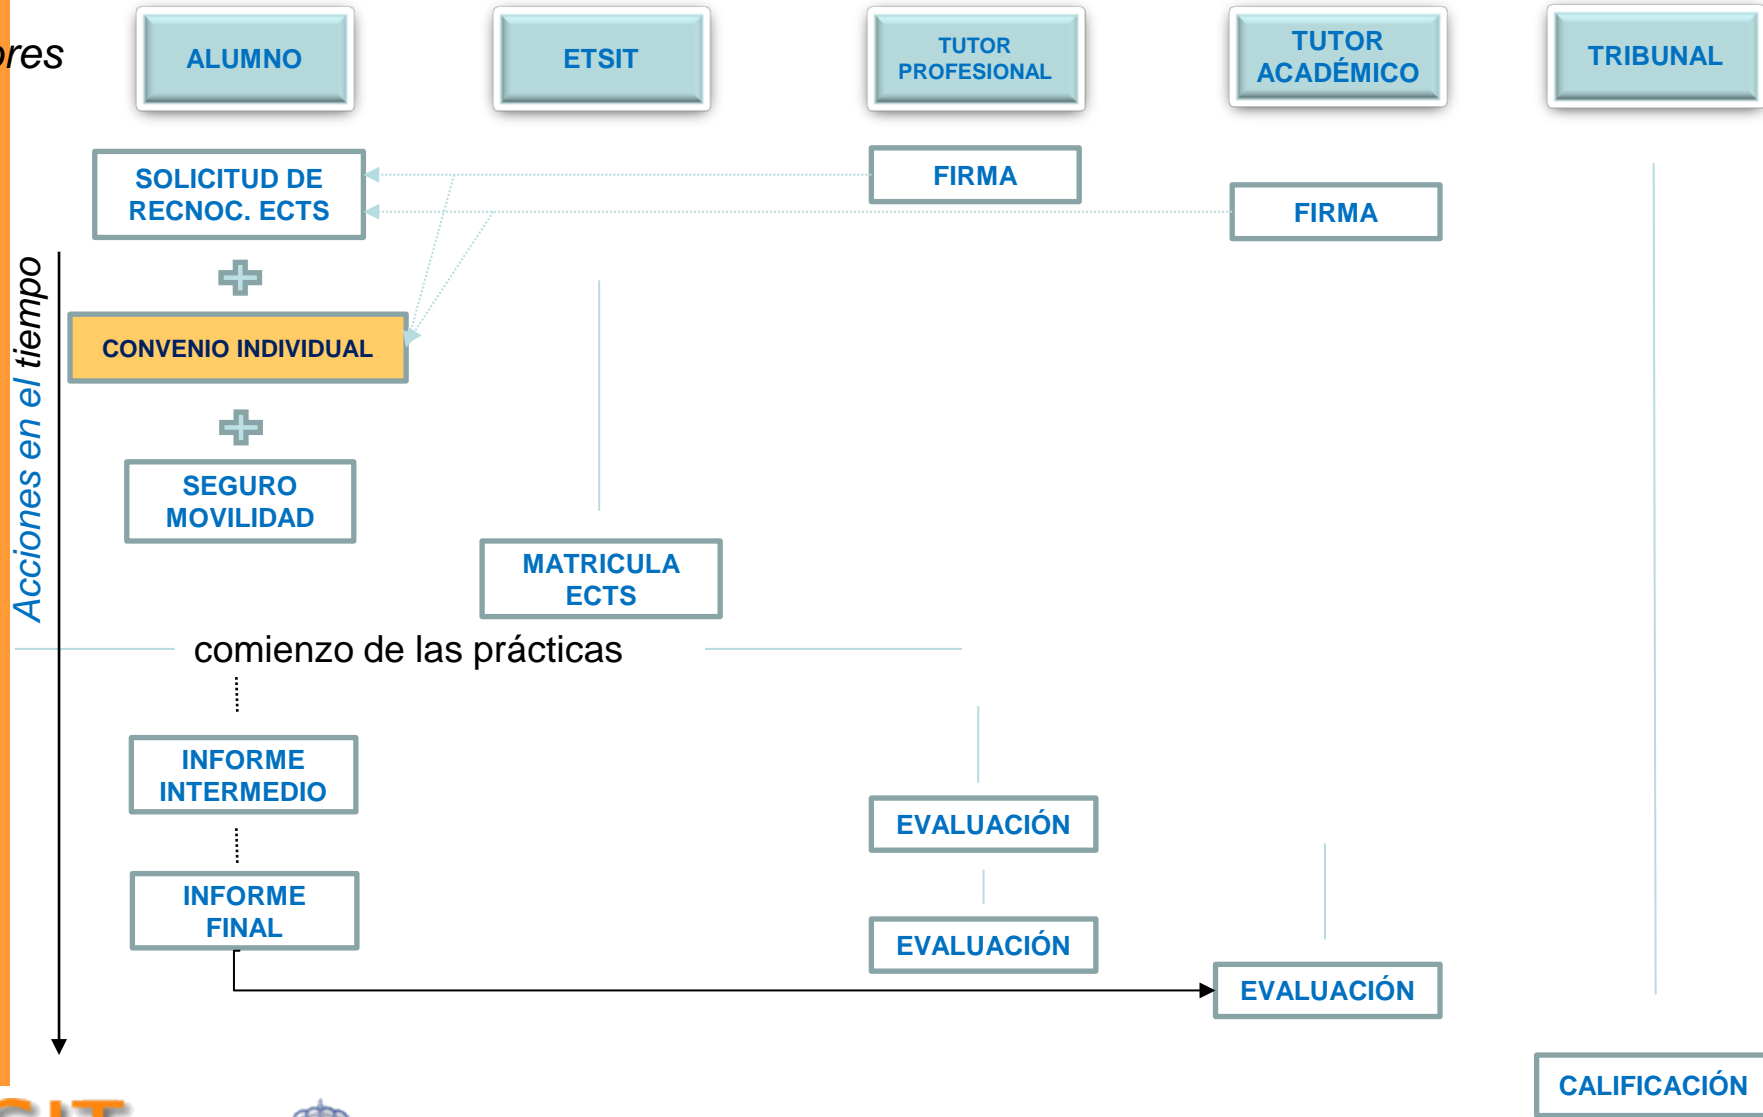 ALUMNO
ETSIT
TUTOR
PROFESIONAL
TUTOR
ACADÉMICO
TRIBUNAL
SOLICITUD DE
RECNOC. ECTS
FIRMA
FIRMA
Acciones en el tiempo
CONVENIO INDIVIDUAL
SEGURO
MOVILIDAD
MATRICULA
ECTS
comienzo de las prácticas
INFORME
INTERMEDIO
EVALUACIÓN
INFORME
FINAL
EVALUACIÓN
EVALUACIÓN
CALIFICACIÓN